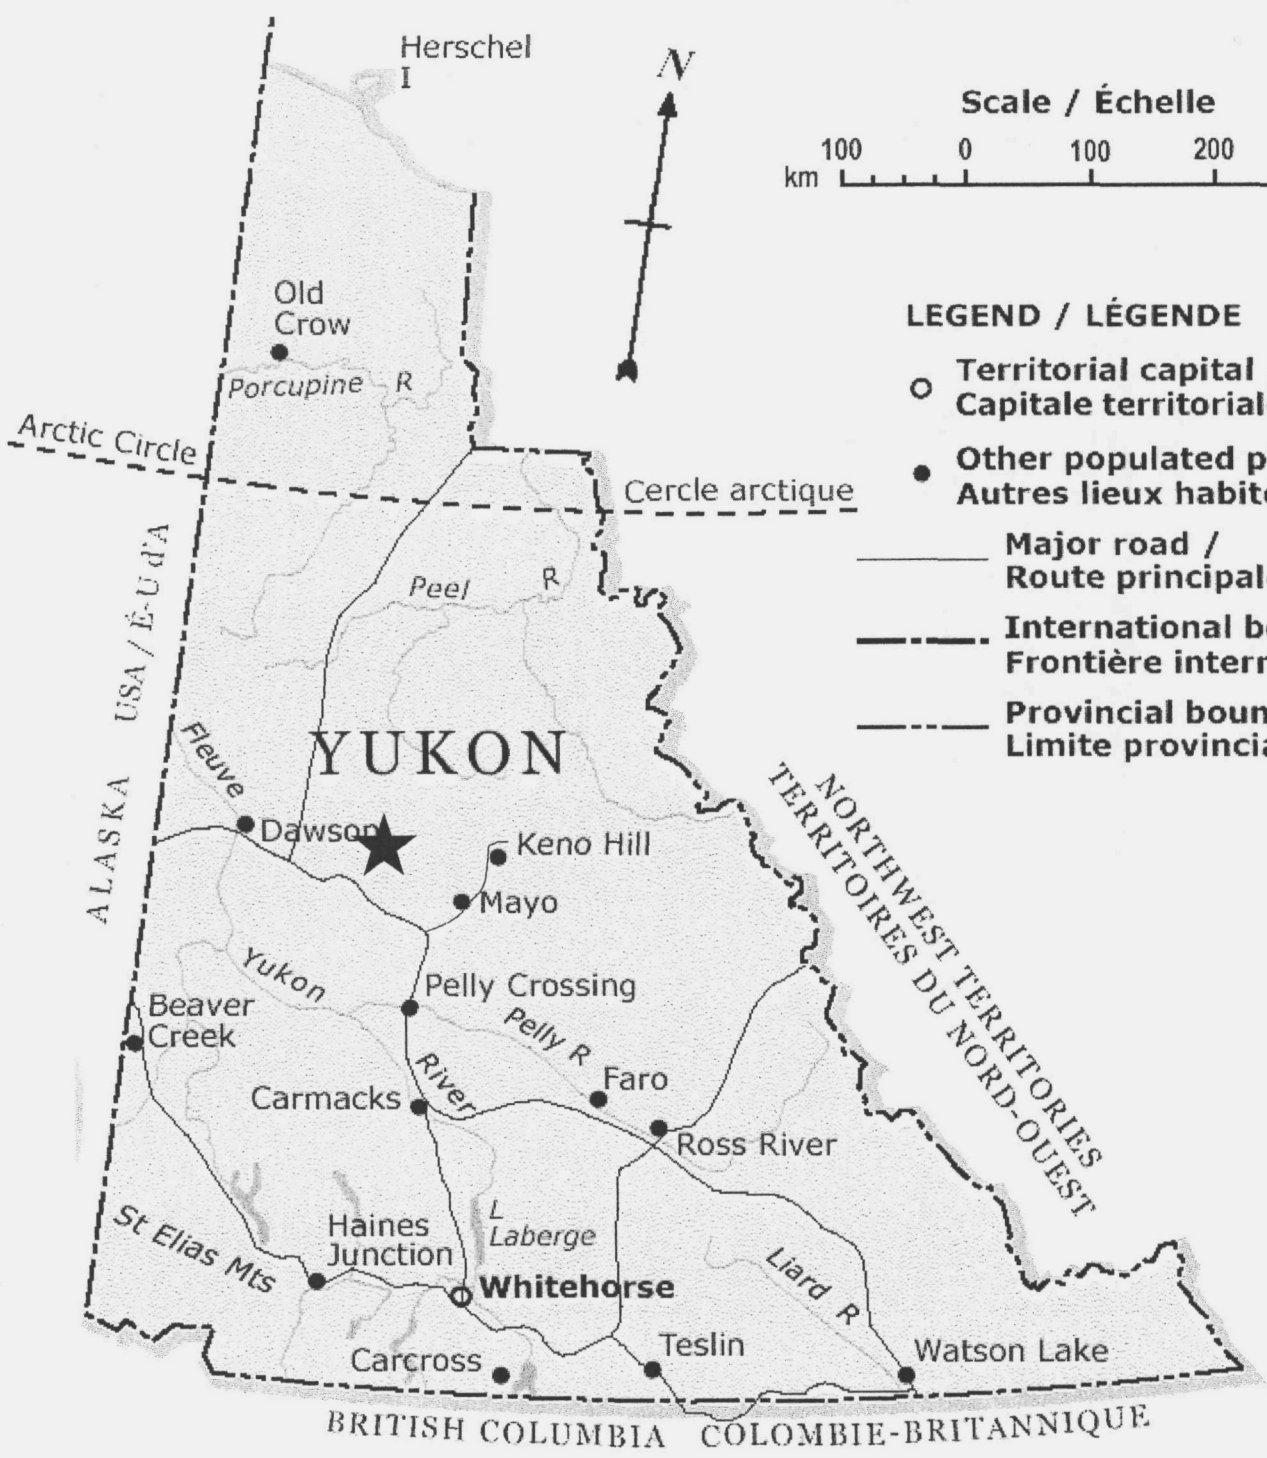 Herschel
I
N
Scale / Échelle
100 0 100 200
km
Old
Crow
Porcupine R
LEGEND / LÉGENDE
Territorial capital
Capitale territoriale
Arctic Circle
Other populated p
Autres lieux habité
Cercle arctique
Major road /
Route principale
Peel R
International b
Frontière intern
Provincial boun
Limite provincia
ALASKA USA / É-U d'A
YUKON
Fleuve
Dawson
Keno Hill
Mayo
NORTHWEST TERRITORIES
TERRITOIRES DU NORD-OUEST
Yukon
River
Pelly Crossing
Pelly R
Beaver
Creek
Faro
Carmacks
Ross River
St Elias Mts
Haines
Junction
L
Laberge
Whitehorse
Liard R
Teslin
Watson Lake
Carcross
BRITISH COLUMBIA COLOMBIE-BRITANNIQUE